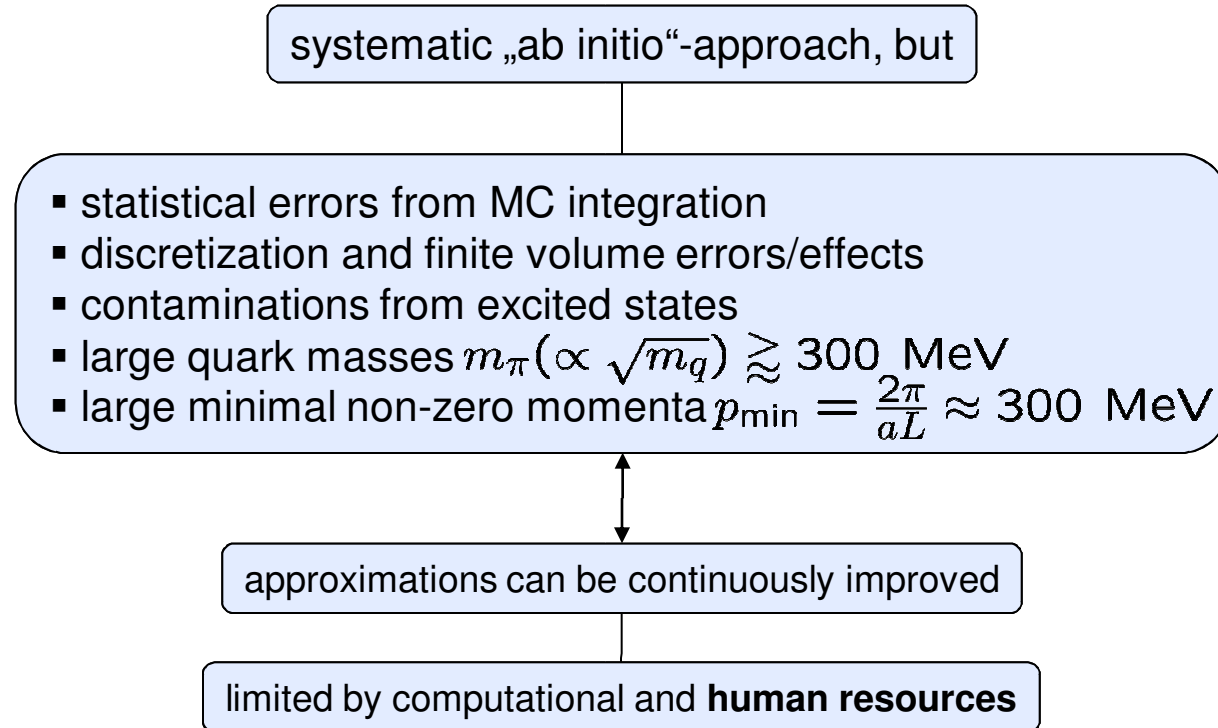 systematic „ab initio“-approach, but
▪ statistical errors from MC integration
▪ discretization and finite volume errors/effects
▪ contaminations from excited states
▪ large quark masses m_π(∝ √m_q) ⪆ 300 MeV
▪ large minimal non-zero momenta p_min = 2π/aL ≈ 300 MeV
approximations can be continuously improved
limited by computational and human resources